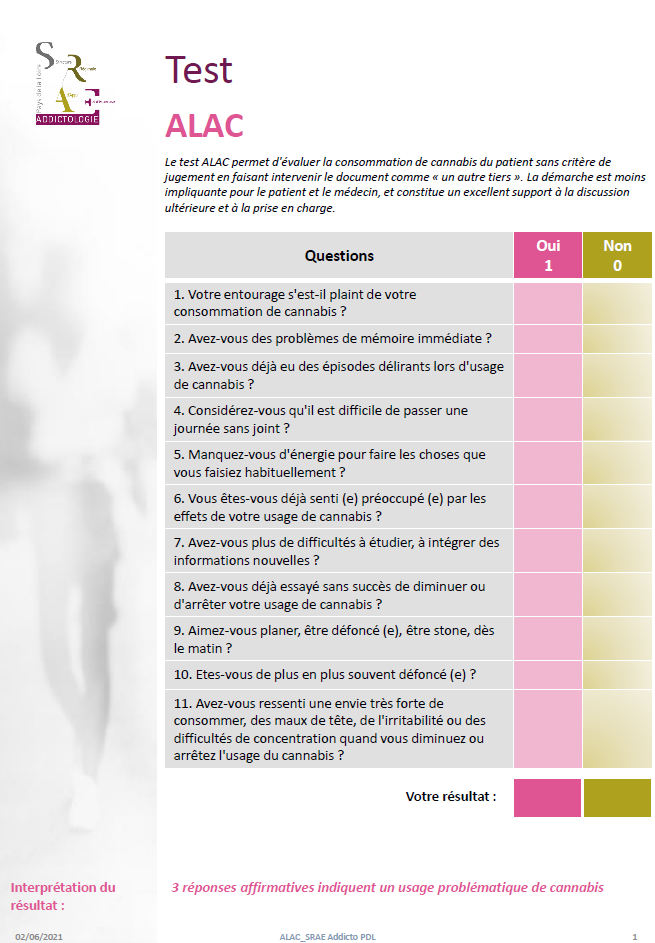 Pays de la Loire
Structure
Régionale
d'Appui
et d'Expertise
ADDICTOLOGIE
Test
ALAC
Le test ALAC permet d'évaluer la consommation de cannabis du patient sans critère de
jugement en faisant intervenir le document comme « un autre tiers ». La démarche est moins
impliquante pour le patient et le médecin, et constitue un excellent support à la discussion
ultérieure et à la prise en charge.
Questions
Oui
1
Non
0
1. Votre entourage s'est-il plaint de votre
consommation de cannabis ?
2. Avez-vous des problèmes de mémoire immédiate ?
3. Avez-vous déjà eu des épisodes délirants lors d'usage
de cannabis ?
4. Considérez-vous qu'il est difficile de passer une
journée sans joint ?
5. Manquez-vous d'énergie pour faire les choses que
vous faisiez habituellement ?
6. Vous êtes-vous déjà senti (e) préoccupé (e) par les
effets de votre usage de cannabis ?
7. Avez-vous plus de difficultés à étudier, à intégrer des
informations nouvelles ?
8. Avez-vous déjà essayé sans succès de diminuer ou
d'arrêter votre usage de cannabis ?
9. Aimez-vous planer, être défoncé (e), être stone, dès
le matin ?
10. Etes-vous de plus en plus souvent défoncé (e) ?
11. Avez-vous ressenti une envie très forte de
consommer, des maux de tête, de l'irritabilité ou des
difficultés de concentration quand vous diminuez ou
arrêtez l'usage du cannabis ?
Votre résultat :
Interprétation du
résultat :
3 réponses affirmatives indiquent un usage problématique de cannabis
02/06/2021
ALAC_SRAE Addicto PDL
1